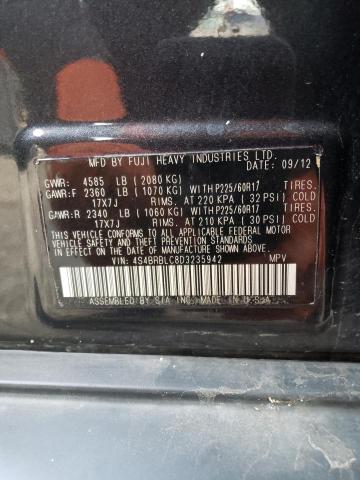 MFD BY FUJI HEAVY INDUSTRIES LTD.
DATE: 09/12
GVWR: 4585 LB (2080 KG)
GAWR:F 2360 LB (1070 KG) WITH P225/60R17 TIRES.
17X7J RIMS. AT 220 KPA ( 32 PSI) COLD
GAWR:R 2340 LB (1060 KG) WITH P225/60R17 TIRES.
17X7J RIMS. AT 210 KPA ( 30 PSI) COLD
THIS VEHICLE CONFORMS TO ALL APPLICABLE FEDERAL MOTOR
VEHICLE SAFETY AND THEFT PREVENTION STANDARDS
IN EFFECT ON THE DATE OF MANUFACTURE SHOWN ABOVE.
VIN: 4S4BRBLC8D3235942 MPV
ASSEMBLED BY SIA INC. MADE IN U.S.A